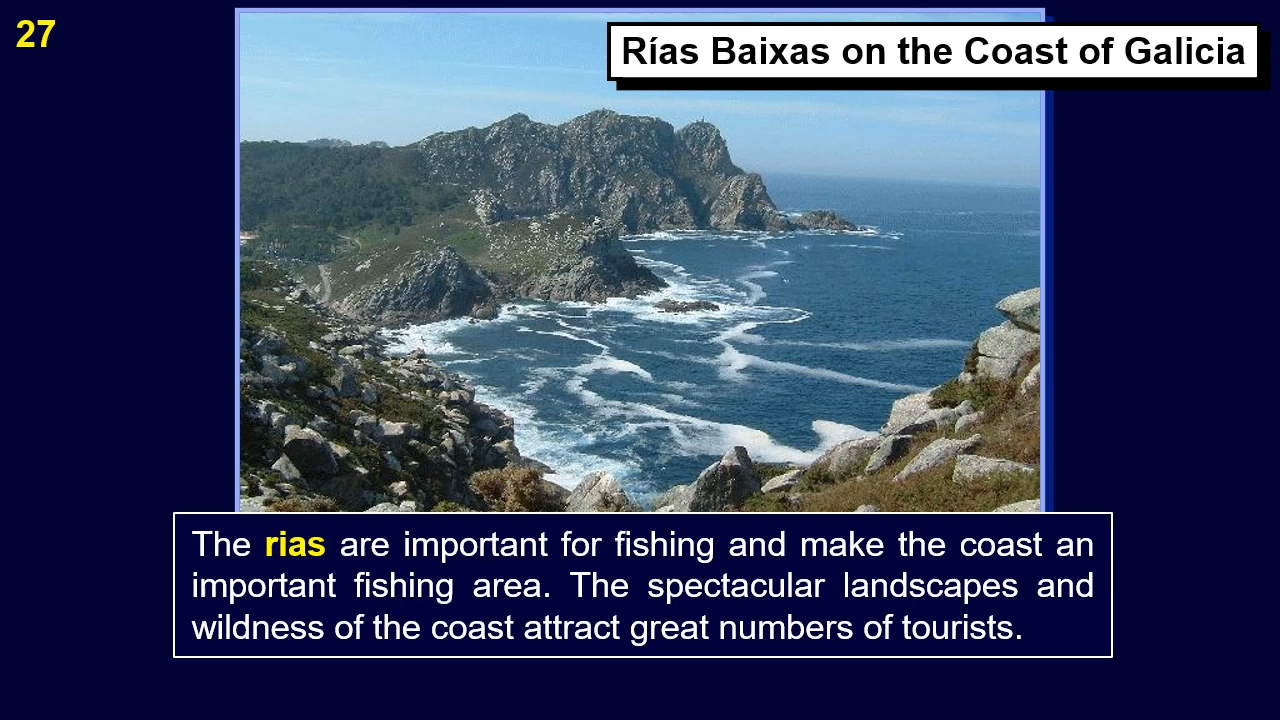 27
Rías Baixas on the Coast of Galicia
The rias are important for fishing and make the coast an
important fishing area. The spectacular landscapes and
wildness of the coast attract great numbers of tourists.